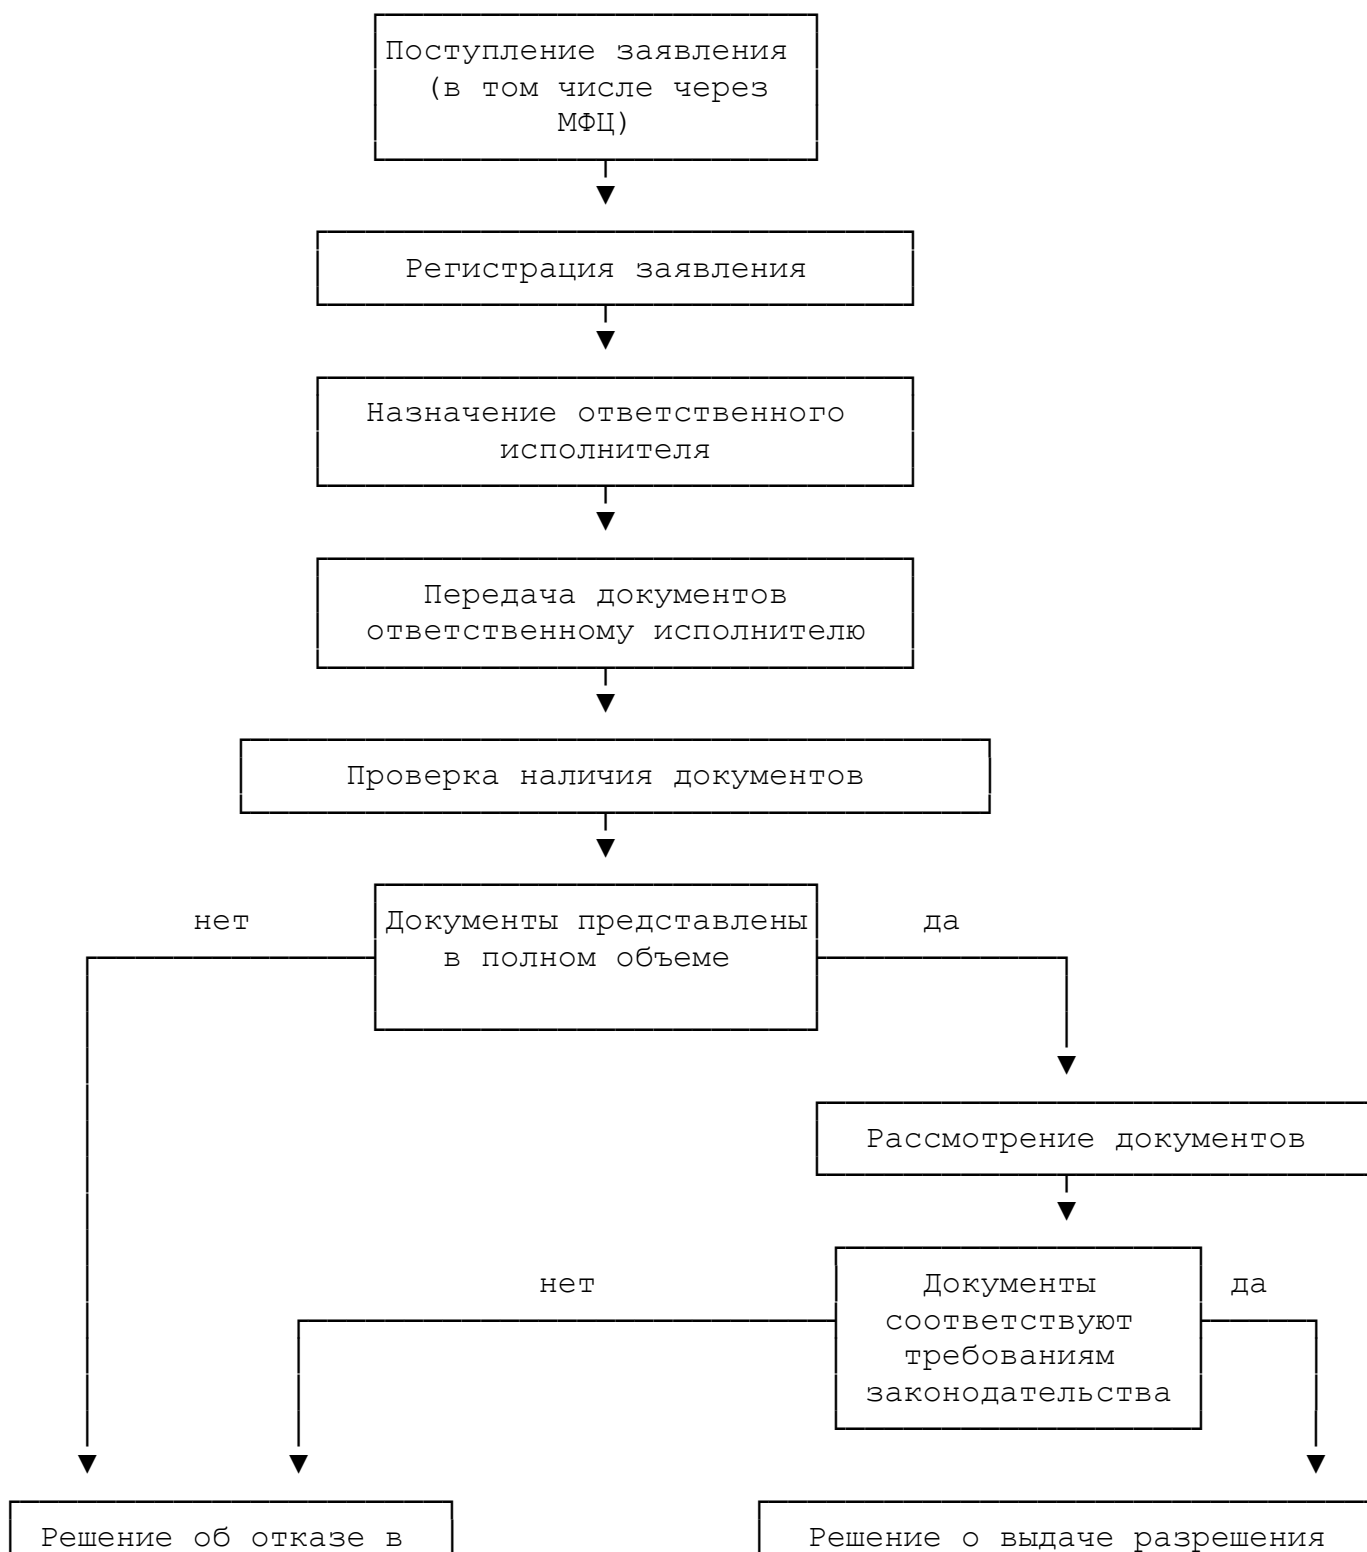 Поступление заявления
(в том числе через
МФЦ)
Регистрация заявления
Назначение ответственного
исполнителя
Передача документов
ответственному исполнителю
Проверка наличия документов
нет
Документы представлены
в полном объеме
да
Рассмотрение документов
нет
Документы
соответствуют
требованиям
законодательства
да
Решение об отказе в
Решение о выдаче разрешения